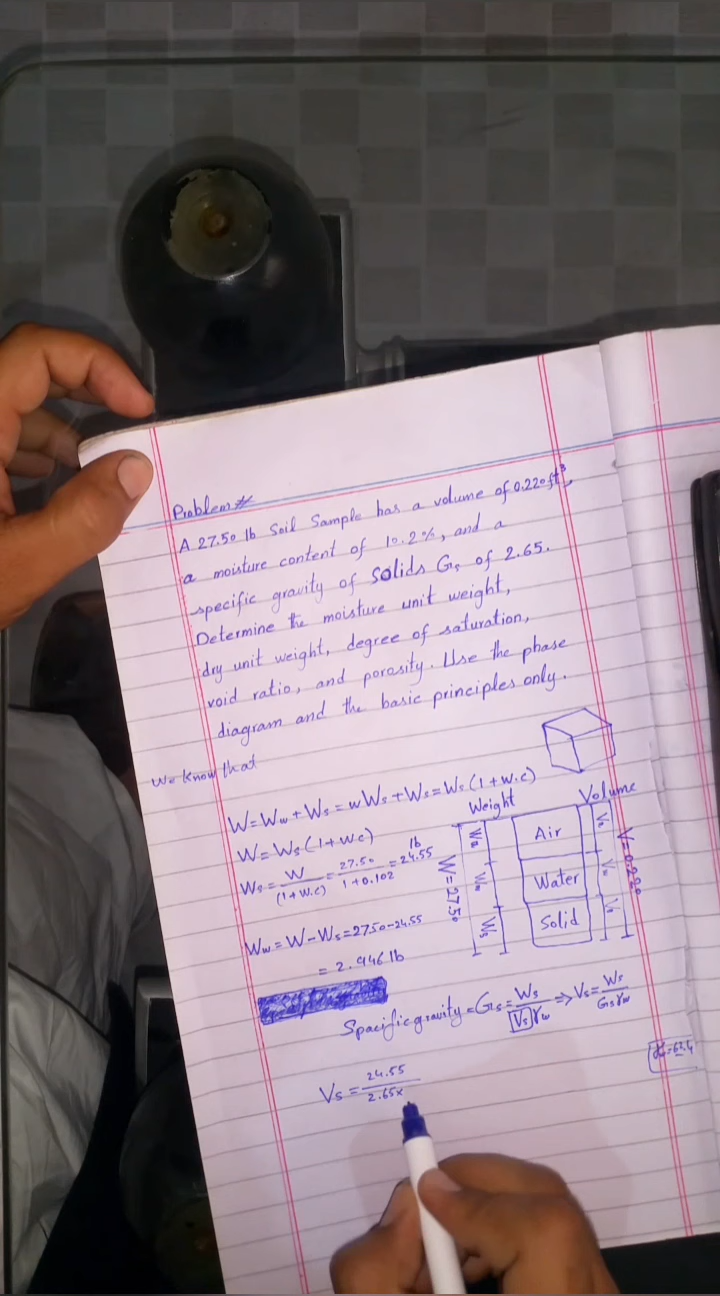 Problem #
A 27.50 lb Soil Sample has a volume of 0.220 ft³,
a moisture content of 10.2%, and a
specific gravity of Solids Gs of 2.65.
Determine the moisture unit weight,
dry unit weight, degree of saturation,
void ratio, and porosity. Use the phase
diagram and the basic principles only.
We know that
W = Ww + Ws = wWs + Ws = Ws (1+w.c)
W = Ws (1+wc)
Ws = W/(1+w.c) = 27.50/1+0.102 = 24.55 lb
Ww = W - Ws = 27.50 - 24.55
= 2.946 lb
Weight
Volume
Air
Water
Solid
W = 27.50
Ws
V = 0.220
Spacific gravity = Gs = Ws/Vs γw ⇒ Vs = Ws/Gs γw
γw = 62.4
Vs = 24.55/2.65x